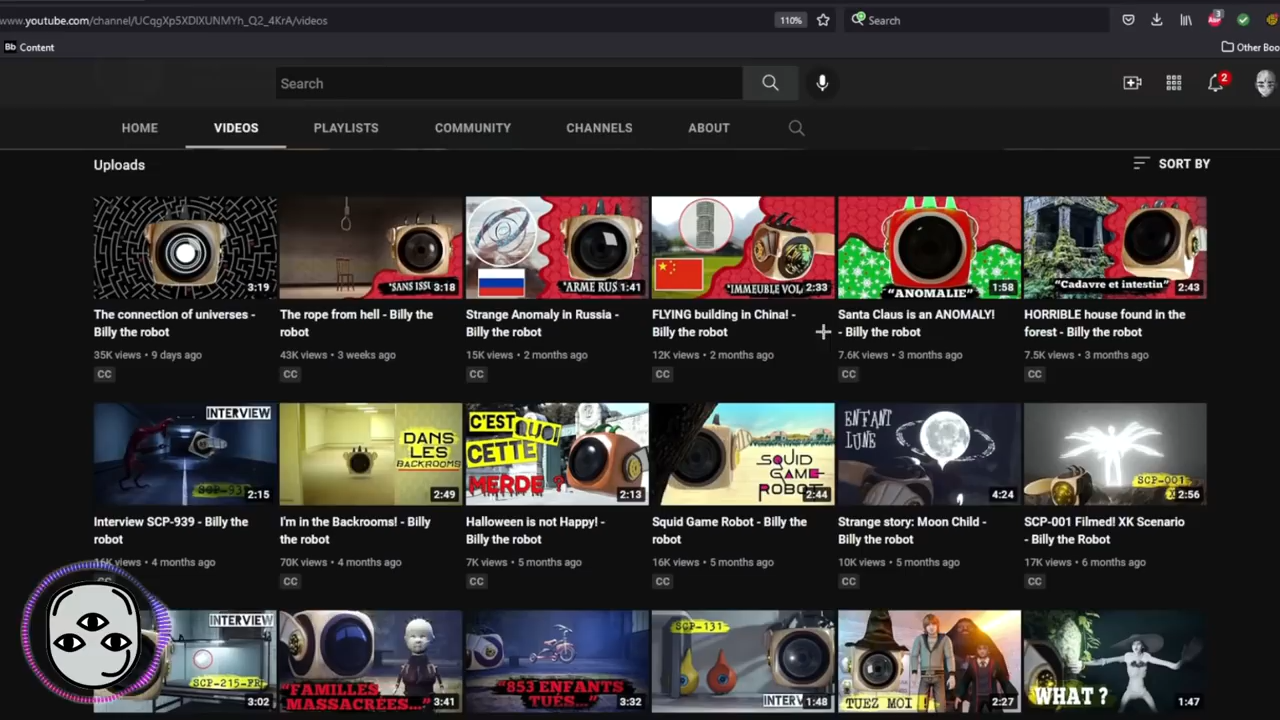 www.youtube.com/channel/UCqgXp5XDIXUNMYh_Q2_4KrA/videos
110%
Search
3
Bb Content
Other Boo
Search
2
HOME
VIDEOS
PLAYLISTS
COMMUNITY
CHANNELS
ABOUT
Uploads
SORT BY
3:19
"SANS ISSU
3:18
"ARME RUS
1:41
"IMMEUBLE VOL
2:33
"ANOMALIE"
1:58
"Cadavre et intestin"
2:43
The connection of universes -
Billy the robot
35K views • 9 days ago
CC
The rope from hell - Billy the
robot
43K views • 3 weeks ago
CC
Strange Anomaly in Russia -
Billy the robot
15K views • 2 months ago
CC
FLYING building in China! -
Billy the robot
12K views • 2 months ago
CC
Santa Claus is an ANOMALY!
- Billy the robot
7.6K views • 3 months ago
CC
HORRIBLE house found in the
forest - Billy the robot
7.5K views • 3 months ago
CC
INTERVIEW
SCP-93
2:15
DANS
LES
BACKROOMS
2:49
C'EST QUOI
CETTE
MERDE ?
2:13
SQUID
GAME
ROBOT
2:44
ENFANT
LUNE
4:24
SCP-001
2:56
Interview SCP-939 - Billy the
robot
16K views • 4 months ago
CC
I'm in the Backrooms! - Billy
the robot
70K views • 4 months ago
CC
Halloween is not Happy! -
Billy the robot
7K views • 5 months ago
CC
Squid Game Robot - Billy the
robot
16K views • 5 months ago
CC
Strange story: Moon Child -
Billy the robot
10K views • 5 months ago
CC
SCP-001 Filmed! XK Scenario
- Billy the Robot
17K views • 6 months ago
CC
INTERVIEW
SCP-215-FR
3:02
"FAMILLES
MASSACRÉES..."
3:41
"853 ENFANTS
TUÉS..."
3:32
SCP-131
INTERV
1:48
TUEZ MOI !
2:27
WHAT ?
1:47